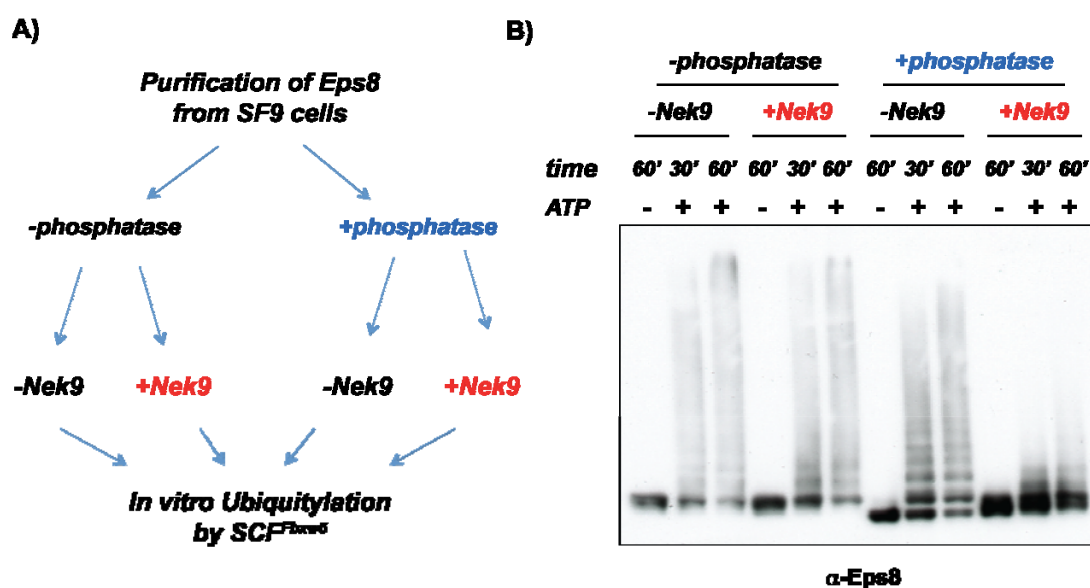 A)
Purification of Eps8
from SF9 cells
-phosphatase +phosphatase
-Nek9 +Nek9 -Nek9 +Nek9
In vitro Ubiquitylation
by SCF
B)
-phosphatase +phosphatase
-Nek9 +Nek9 -Nek9 +Nek9
time 60' 30' 60' 60' 30' 60' 60' 30' 60' 60' 30' 60'
ATP - + + - + + - + + - + +
α-Eps8